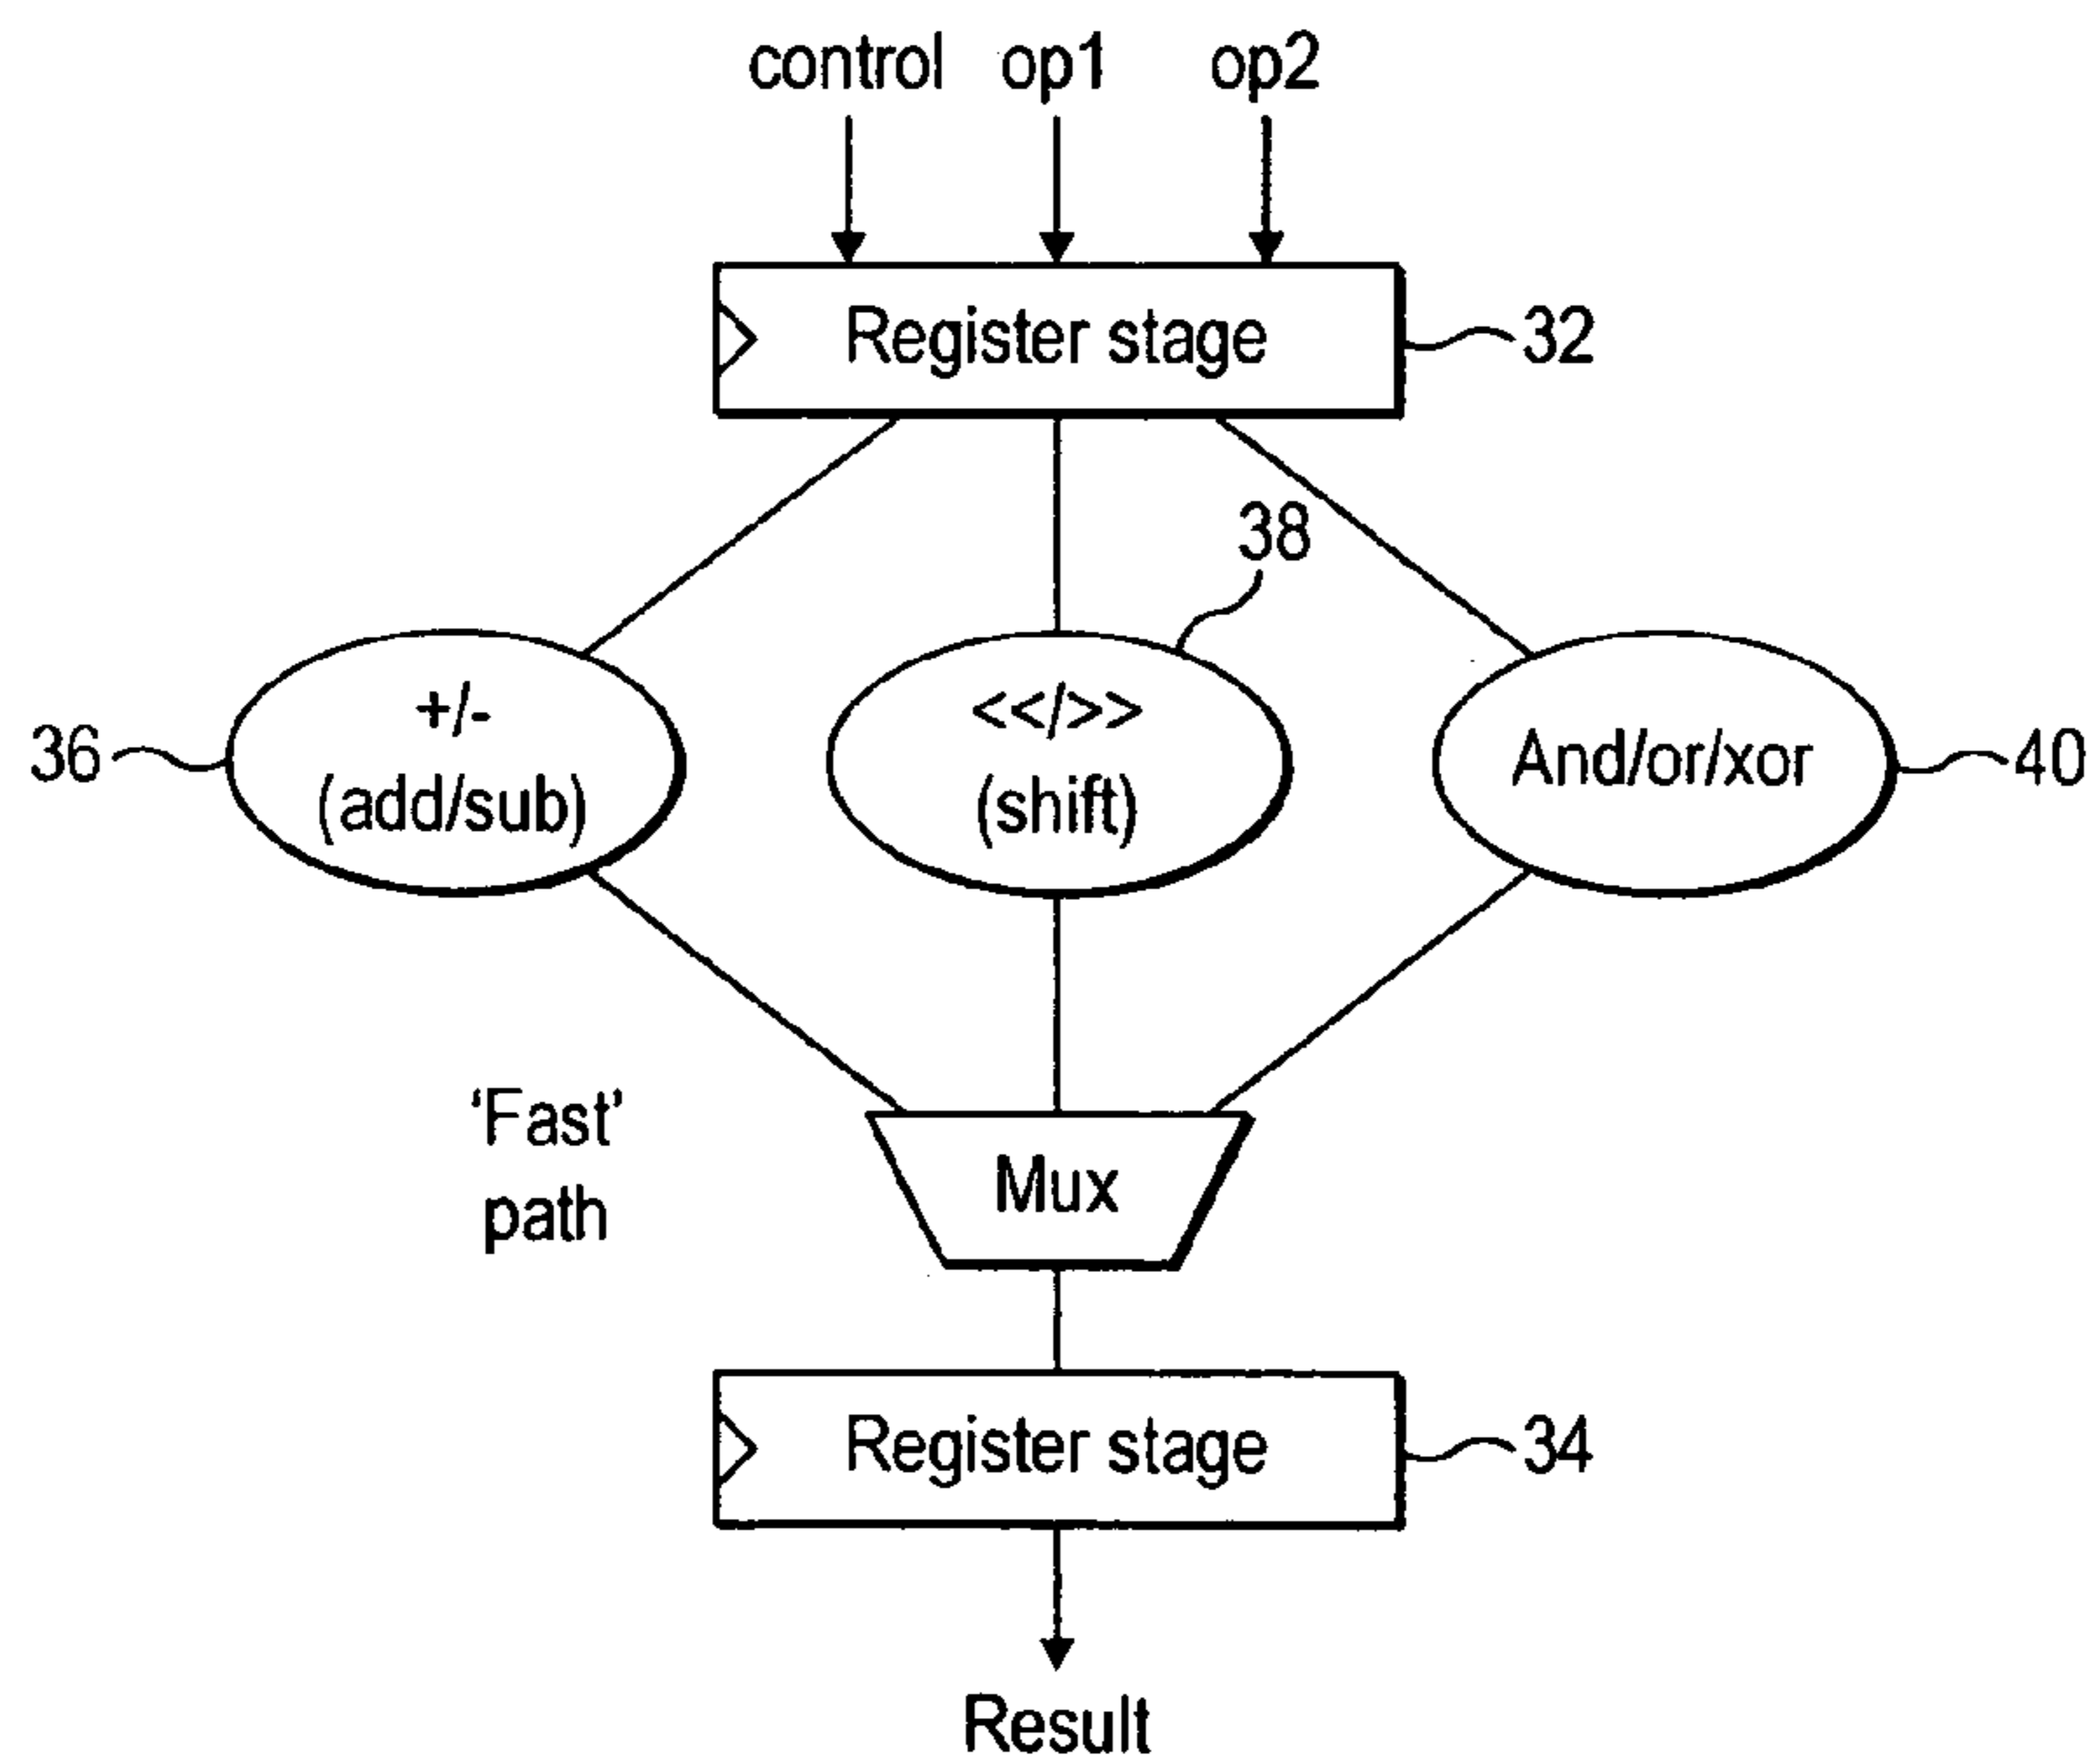 control op1 op2
Register stage
32
38
+/-
(add/sub)
36
<</>>
(shift)
And/or/xor
40
'Fast'
path
Mux
Register stage
34
Result